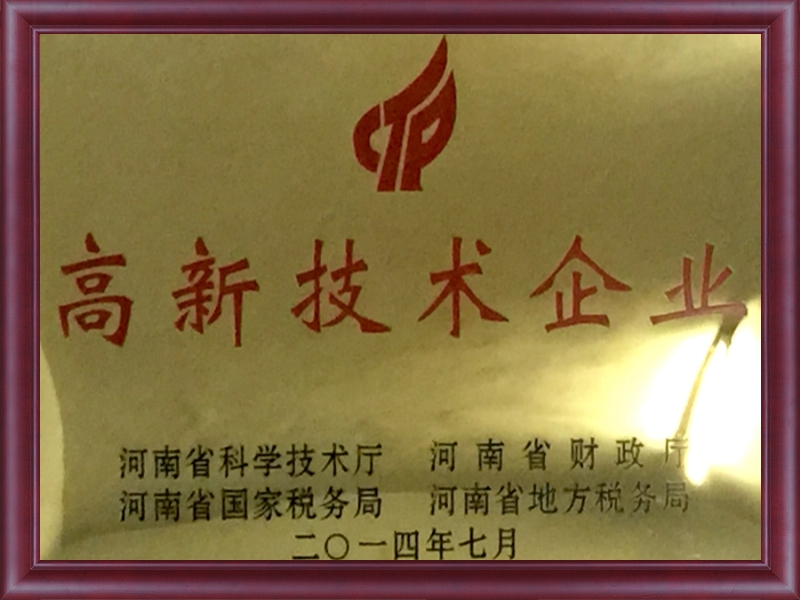 CTP
高新技术企业
河南省科学技术厅 河南省财政厅
河南省国家税务局 河南省地方税务局
二〇一四年七月